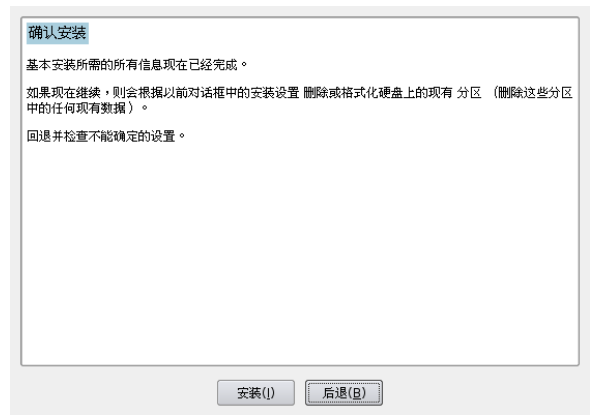 确认安装
基本安装所需的所有信息现在已经完成。
如果现在继续，则会根据以前对话框中的安装设置 删除或格式化硬盘上的现有 分区 （删除这些分区
中的任何现有数据）。
回退并检查不能确定的设置。
安装(I) 后退(B)